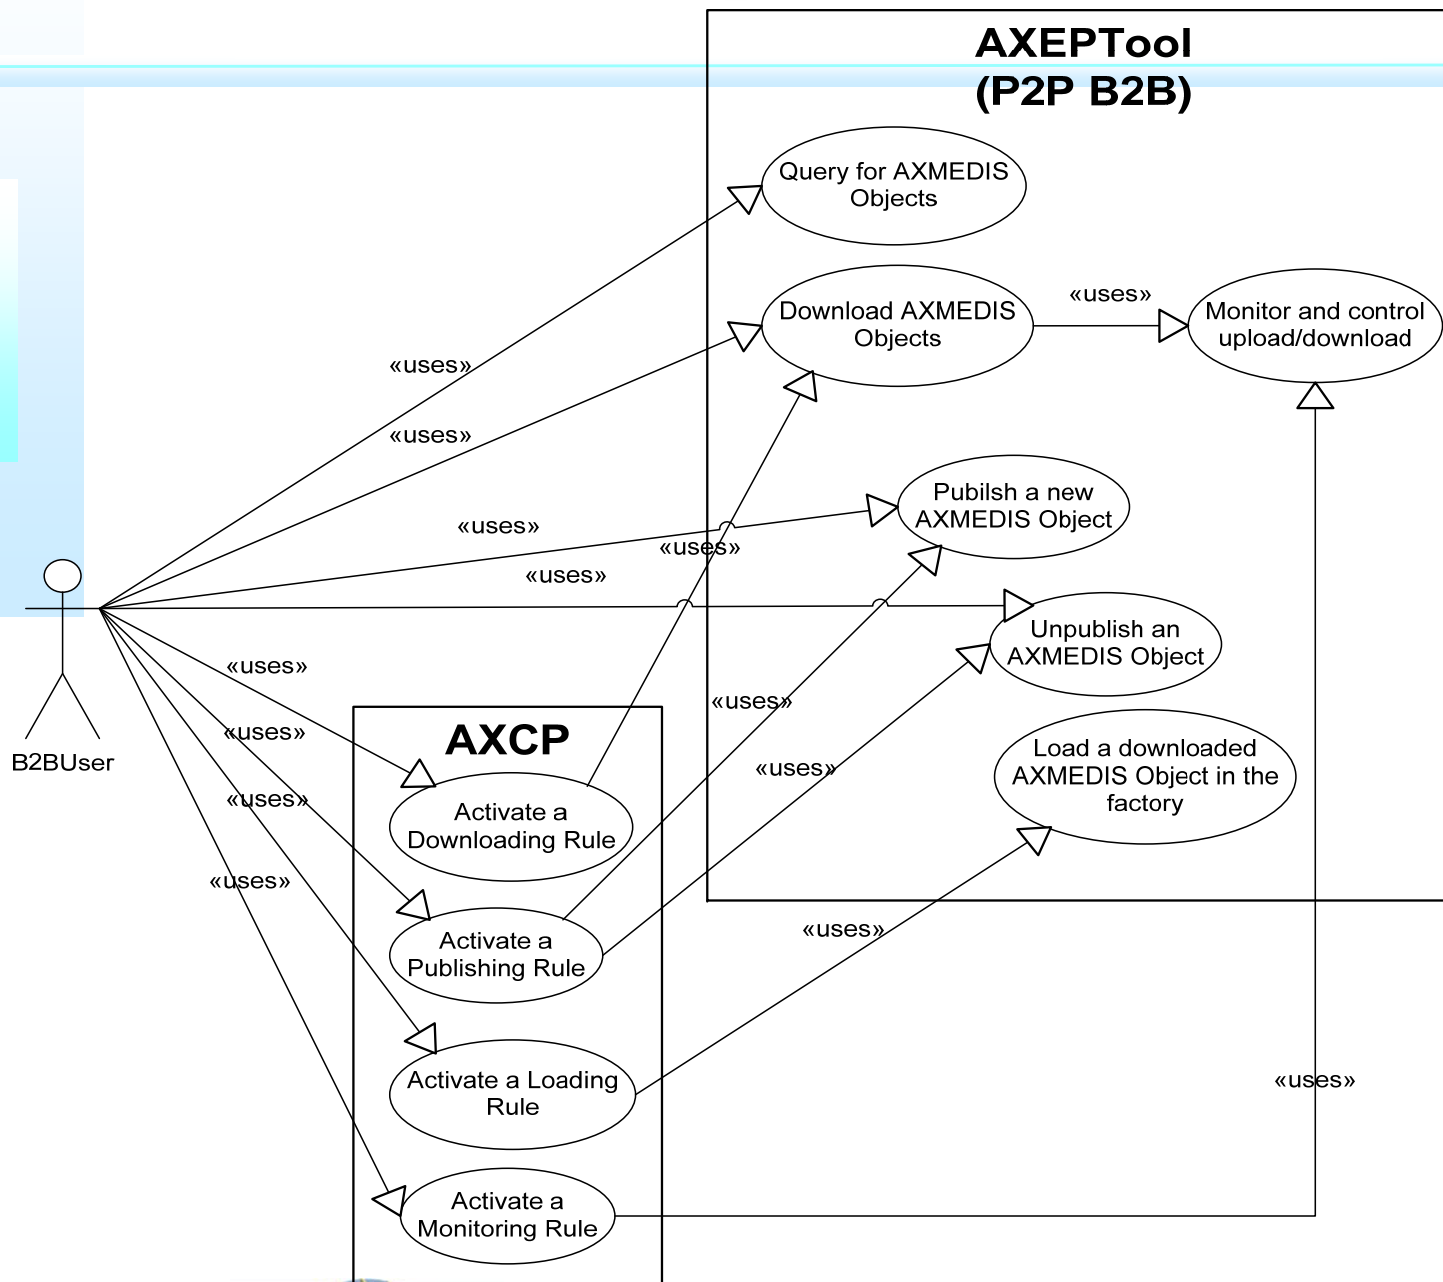 AXEPTool
(P2P B2B)
Query for AXMEDIS
Objects
Download AXMEDIS
Objects
«uses»
Monitor and control
upload/download
«uses»
«uses»
Pubilsh a new
AXMEDIS Object
«uses»
«uses»
«uses»
Unpublish an
AXMEDIS Object
«uses»
«uses»
«uses»
AXCP
B2BUser
Load a downloaded
AXMEDIS Object in the
factory
«uses»
«uses»
Activate a
Downloading Rule
«uses»
Activate a
Publishing Rule
«uses»
Activate a Loading
Rule
«uses»
Activate a
Monitoring Rule